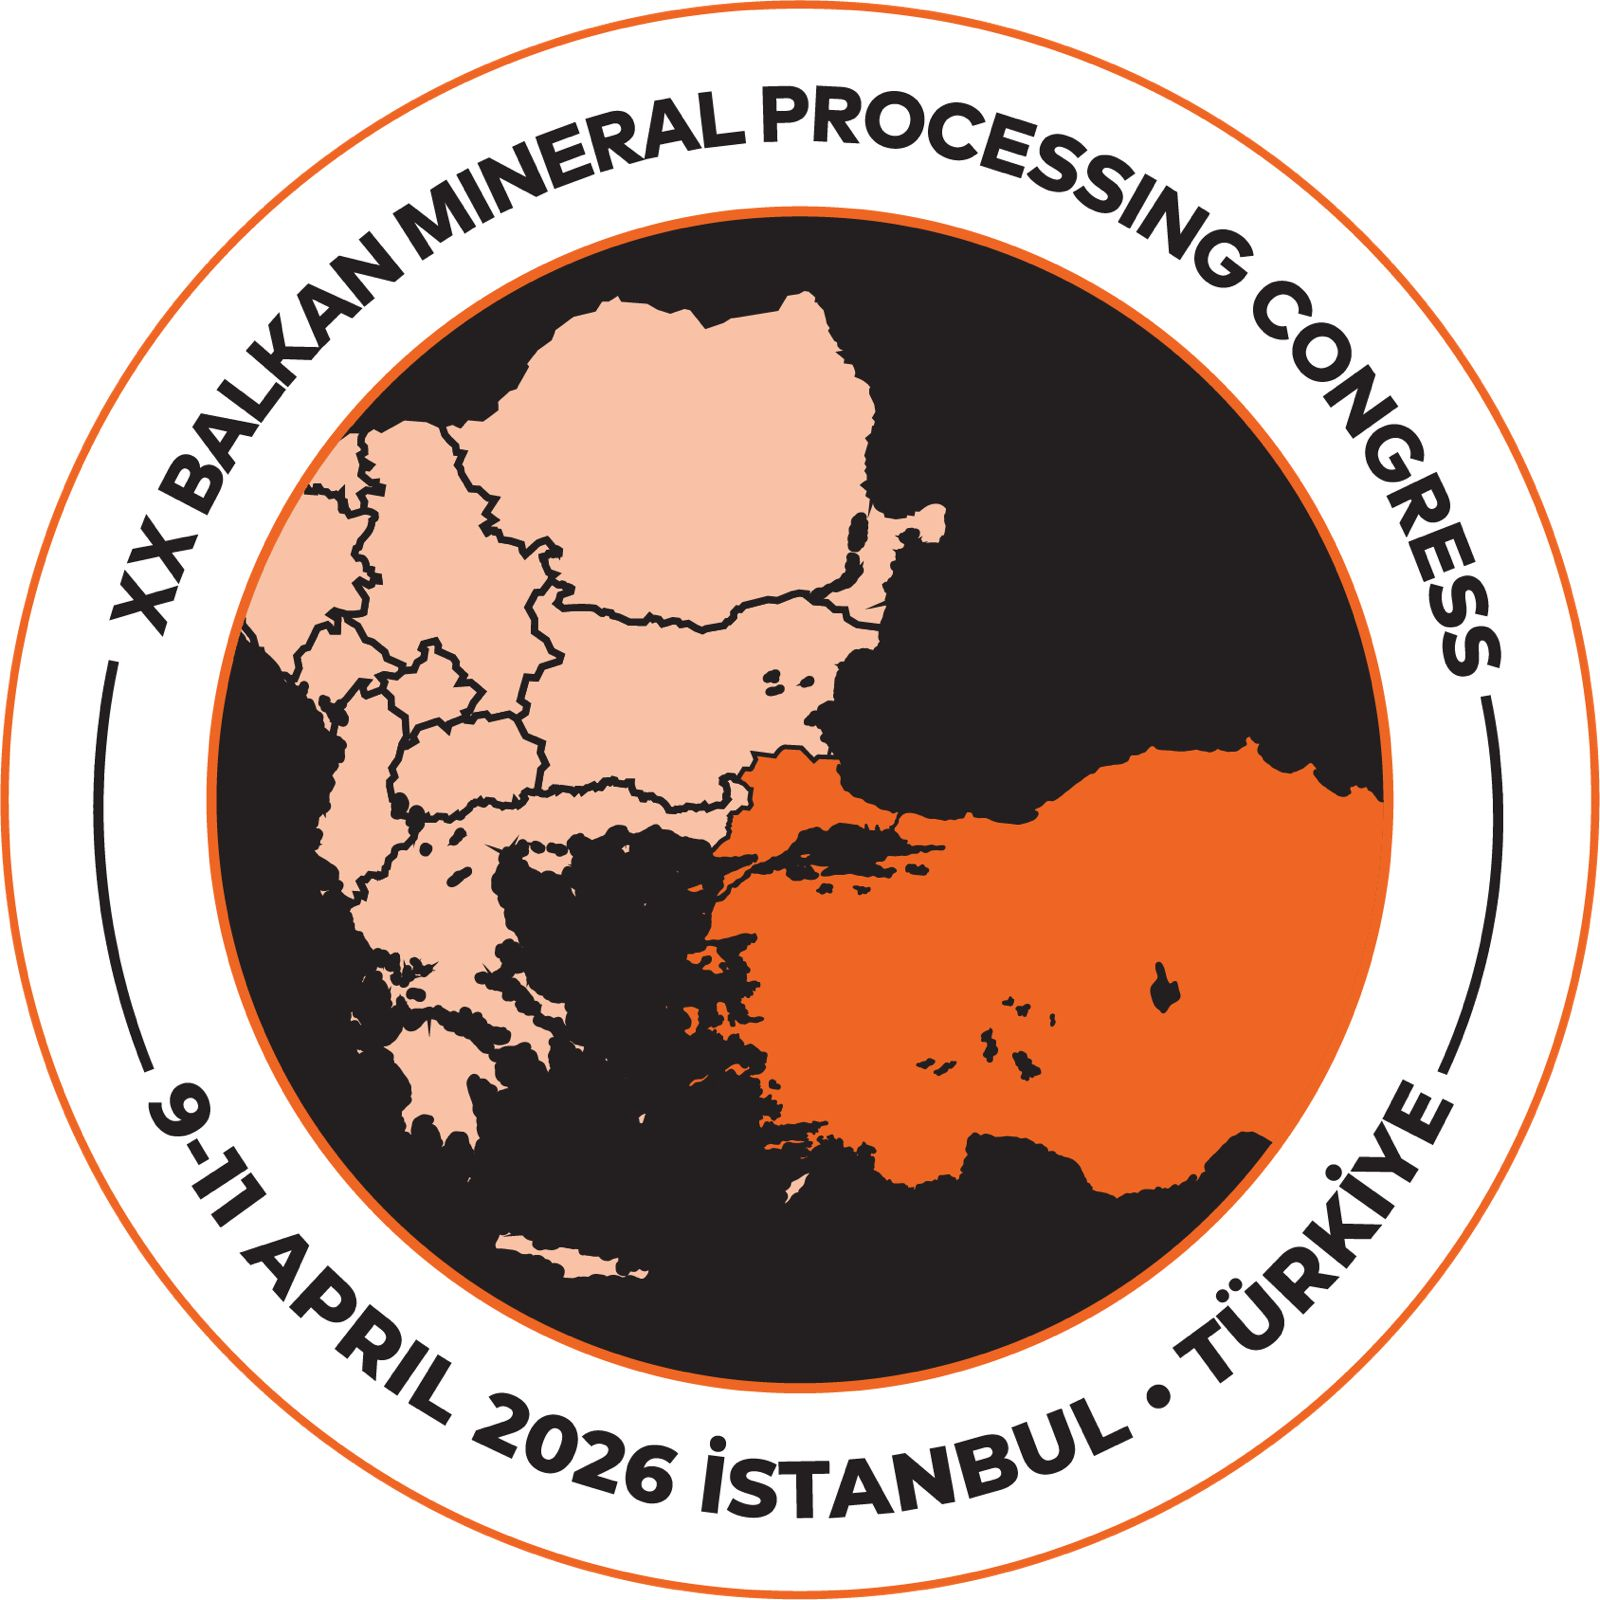 XX BALKAN MINERAL PROCESSING CONGRESS
9-11 APRIL 2026 İSTANBUL • TÜRKİYE